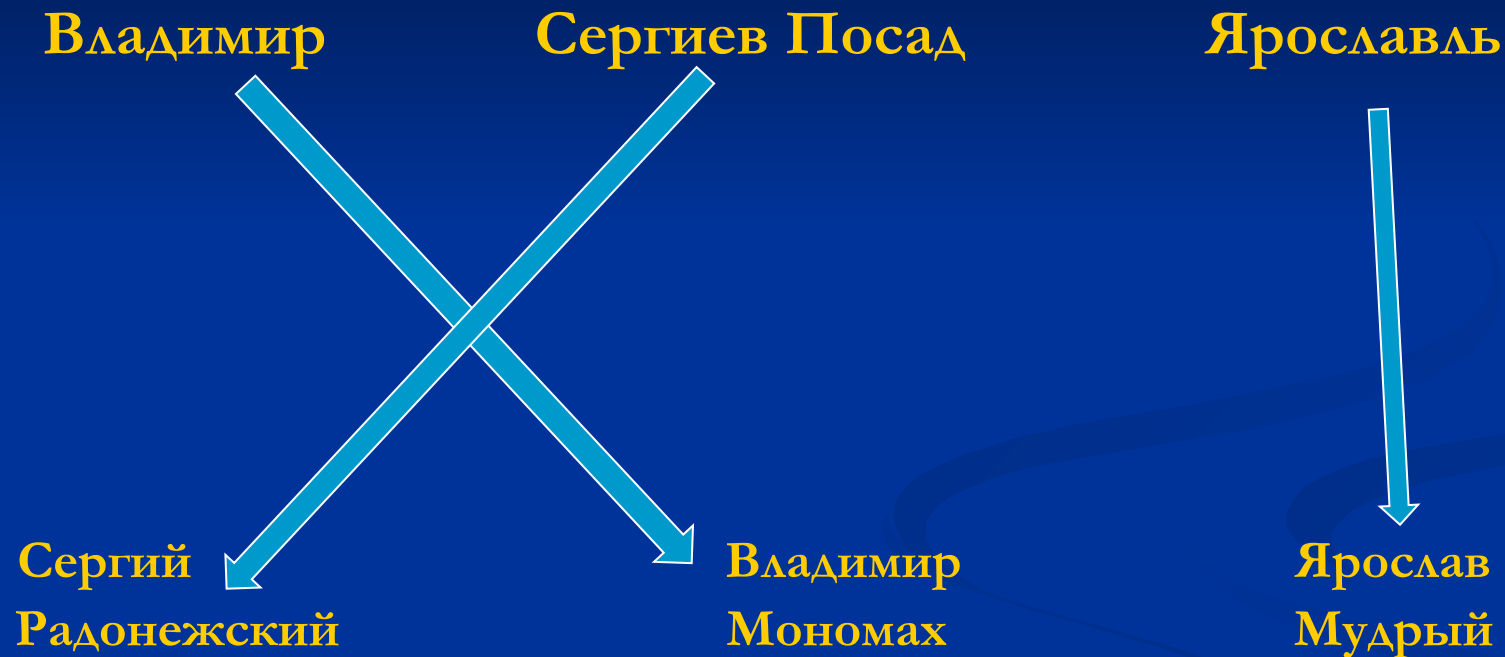 Владимир Сергиев Посад Ярославль
Сергий Владимир Ярослав
Радонежский Мономах Мудрый